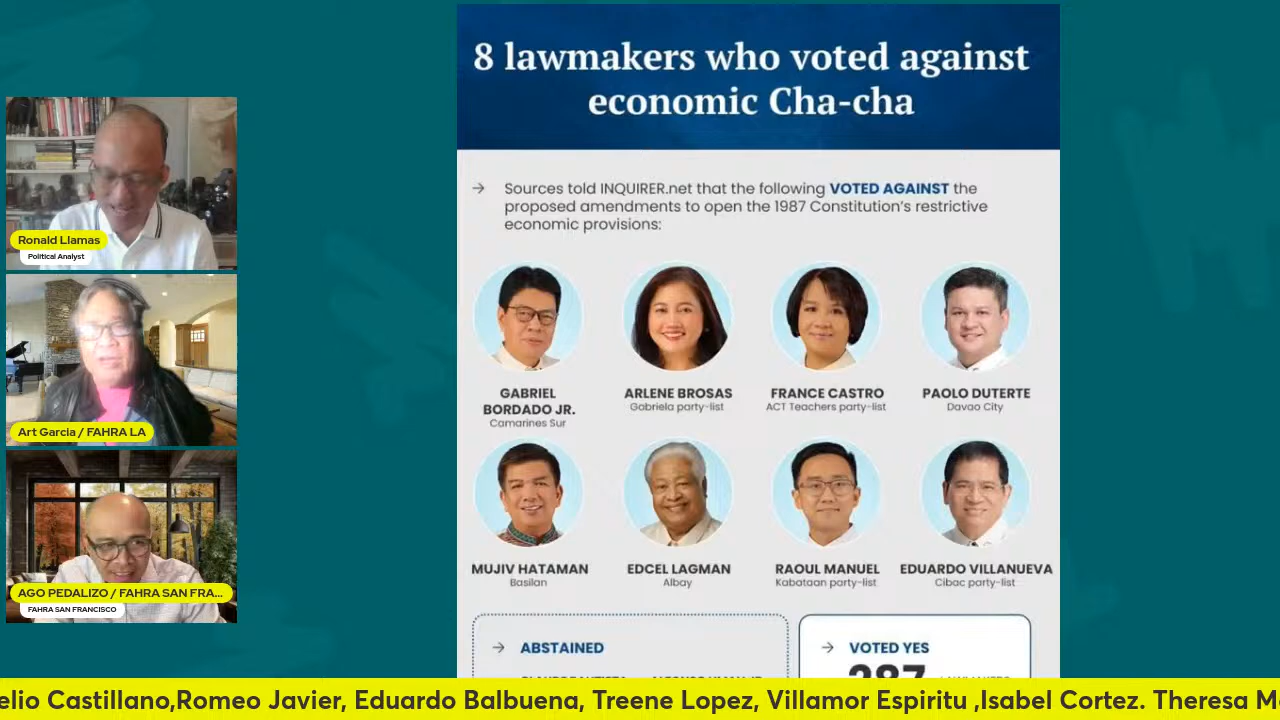 8 lawmakers who voted against
economic Cha-cha
→ Sources told INQUIRER.net that the following VOTED AGAINST the
proposed amendments to open the 1987 Constitution's restrictive
economic provisions:
GABRIEL
BORDADO JR.
Camarines Sur
ARLENE BROSAS
Gabriela party-list
FRANCE CASTRO
ACT Teachers party-list
PAOLO DUTERTE
Davao City
MUJIV HATAMAN
Basilan
EDCEL LAGMAN
Albay
RAOUL MANUEL
Kabataan party-list
EDUARDO VILLANUEVA
Cibac party-list
→ ABSTAINED
→ VOTED YES
287
Ronald Llamas
Political Analyst
Art Garcia / FAHRA LA
AGO PEDALIZO / FAHRA SAN FRA...
FAHRA SAN FRANCISCO
elio Castillano,Romeo Javier, Eduardo Balbuena, Treene Lopez, Villamor Espiritu ,Isabel Cortez. Theresa M